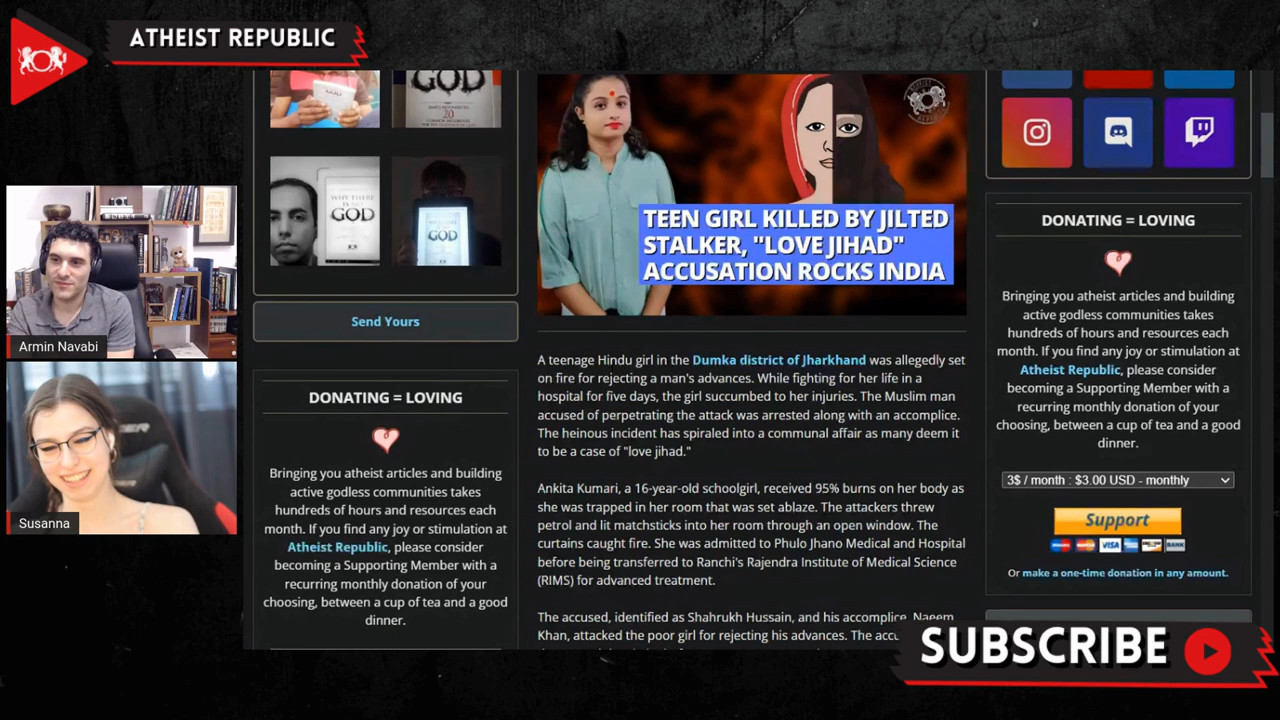 ATHEIST REPUBLIC
GOD
20
WHY THERE
IS NO
GOD
GOD
Send Yours
DONATING = LOVING
Bringing you atheist articles and building
active godless communities takes
hundreds of hours and resources each
month. If you find any joy or stimulation at
Atheist Republic, please consider
becoming a Supporting Member with a
recurring monthly donation of your
choosing, between a cup of tea and a good
dinner.
TEEN GIRL KILLED BY JILTED
STALKER, "LOVE JIHAD"
ACCUSATION ROCKS INDIA
A teenage Hindu girl in the Dumka district of Jharkhand was allegedly set
on fire for rejecting a man's advances. While fighting for her life in a
hospital for five days, the girl succumbed to her injuries. The Muslim man
accused of perpetrating the attack was arrested along with an accomplice.
The heinous incident has spiraled into a communal affair as many deem it
to be a case of "love jihad."
Ankita Kumari, a 16-year-old schoolgirl, received 95% burns on her body as
she was trapped in her room that was set ablaze. The attackers threw
petrol and lit matchsticks into her room through an open window. The
curtains caught fire. She was admitted to Phulo Jhano Medical and Hospital
before being transferred to Ranchi's Rajendra Institute of Medical Science
(RIMS) for advanced treatment.
The accused, identified as Shahrukh Hussain, and his accomplice, Naeem
Khan, attacked the poor girl for rejecting his advances. The
DONATING = LOVING
Bringing you atheist articles and building
active godless communities takes
hundreds of hours and resources each
month. If you find any joy or stimulation at
Atheist Republic, please consider
becoming a Supporting Member with a
recurring monthly donation of your
choosing, between a cup of tea and a good
dinner.
3$ / month : $3.00 USD - monthly
Support
VISA
BANK
Or make a one-time donation in any amount.
Armin Navabi
Susanna
SUBSCRIBE